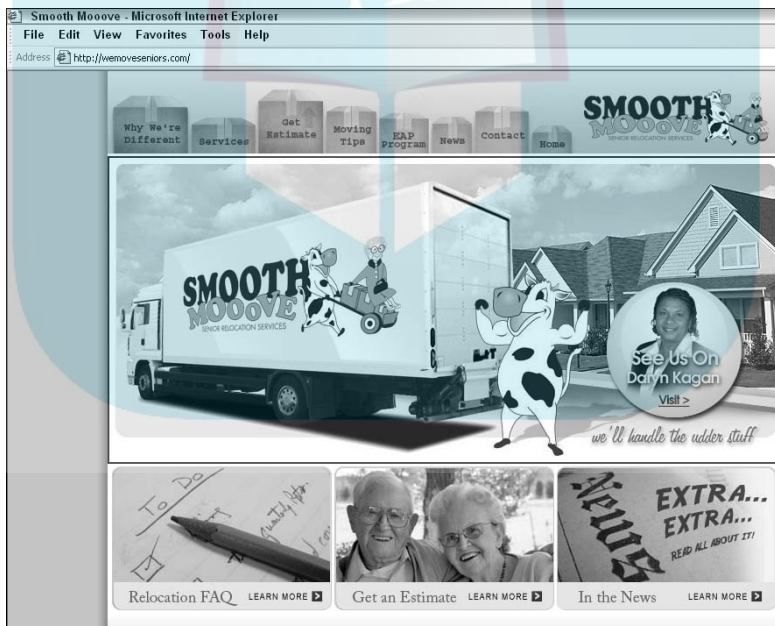 Smooth Mooove - Microsoft Internet Explorer
File Edit View Favorites Tools Help
Address http://wemoveseniors.com/
Why We're Different
Services
Get Estimate
Moving Tips
EAP Program
News
Contact
Home
SMOOTH
MOOOVE
SENIOR RELOCATION SERVICES
SMOOTH
MOOOVE
SENIOR RELOCATION SERVICES
See Us On
Daryn Kagan
Visit >
we'll handle the udder stuff
To Do
quarterly
News
EXTRA...
EXTRA...
READ ALL ABOUT IT!
Relocation FAQ LEARN MORE
Get an Estimate LEARN MORE
In the News LEARN MORE